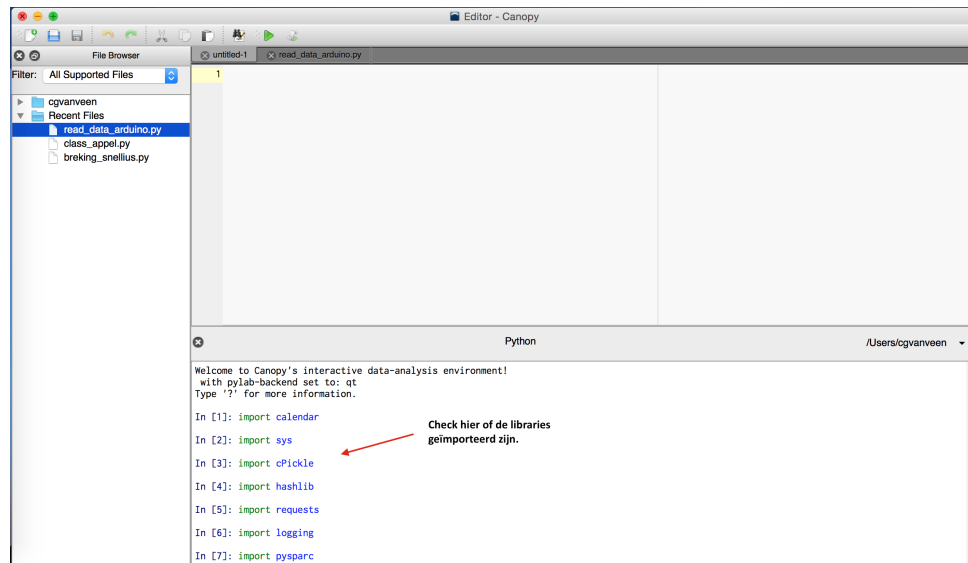 Editor - Canopy
File Browser
untitled-1
read_data_arduino.py
Filter: All Supported Files
1
cgvanveen
Recent Files
read_data_arduino.py
class_appel.py
breking_snellius.py
Python
/Users/cgvanveen
Welcome to Canopy's interactive data-analysis environment!
with pylab-backend set to: qt
Type '?' for more information.
In [1]: import calendar
Check hier of de libraries
geïmporteerd zijn.
In [2]: import sys
In [3]: import cPickle
In [4]: import hashlib
In [5]: import requests
In [6]: import logging
In [7]: import pysparc